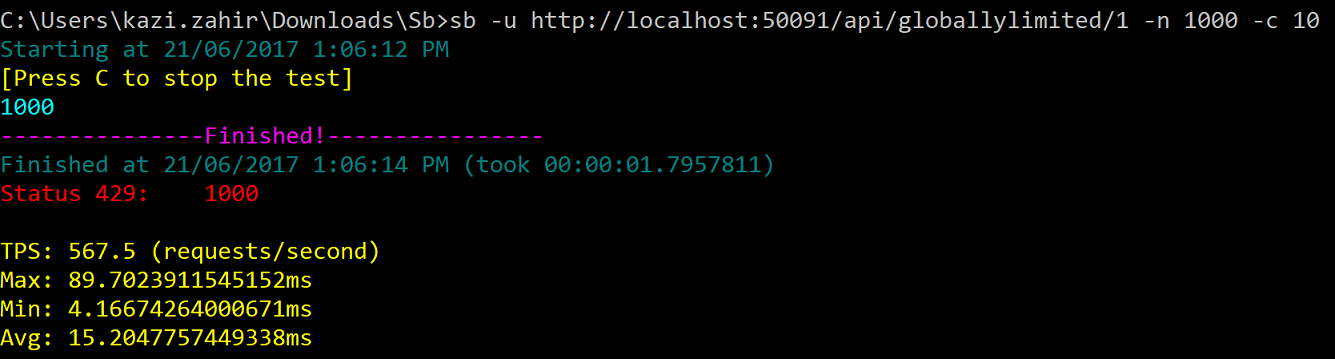 C:\Users\kazi.zahir\Downloads\Sb>sb -u http://localhost:50091/api/globallylimited/1 -n 1000 -c 10
Starting at 21/06/2017 1:06:12 PM
[Press C to stop the test]
1000
---------------Finished!----------------
Finished at 21/06/2017 1:06:14 PM (took 00:00:01.7957811)
Status 429:    1000
TPS: 567.5 (requests/second)
Max: 89.7023911545152ms
Min: 4.16674264000671ms
Avg: 15.2047757449338ms